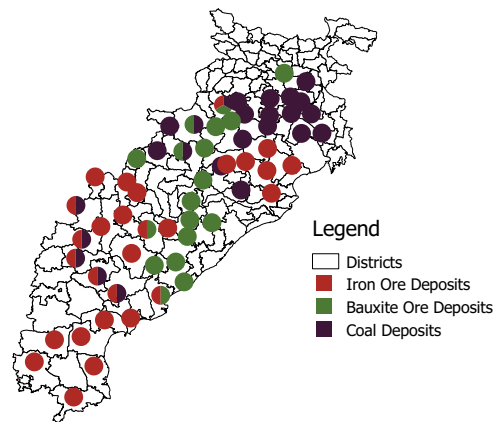 Legend
Districts
Iron Ore Deposits
Bauxite Ore Deposits
Coal Deposits